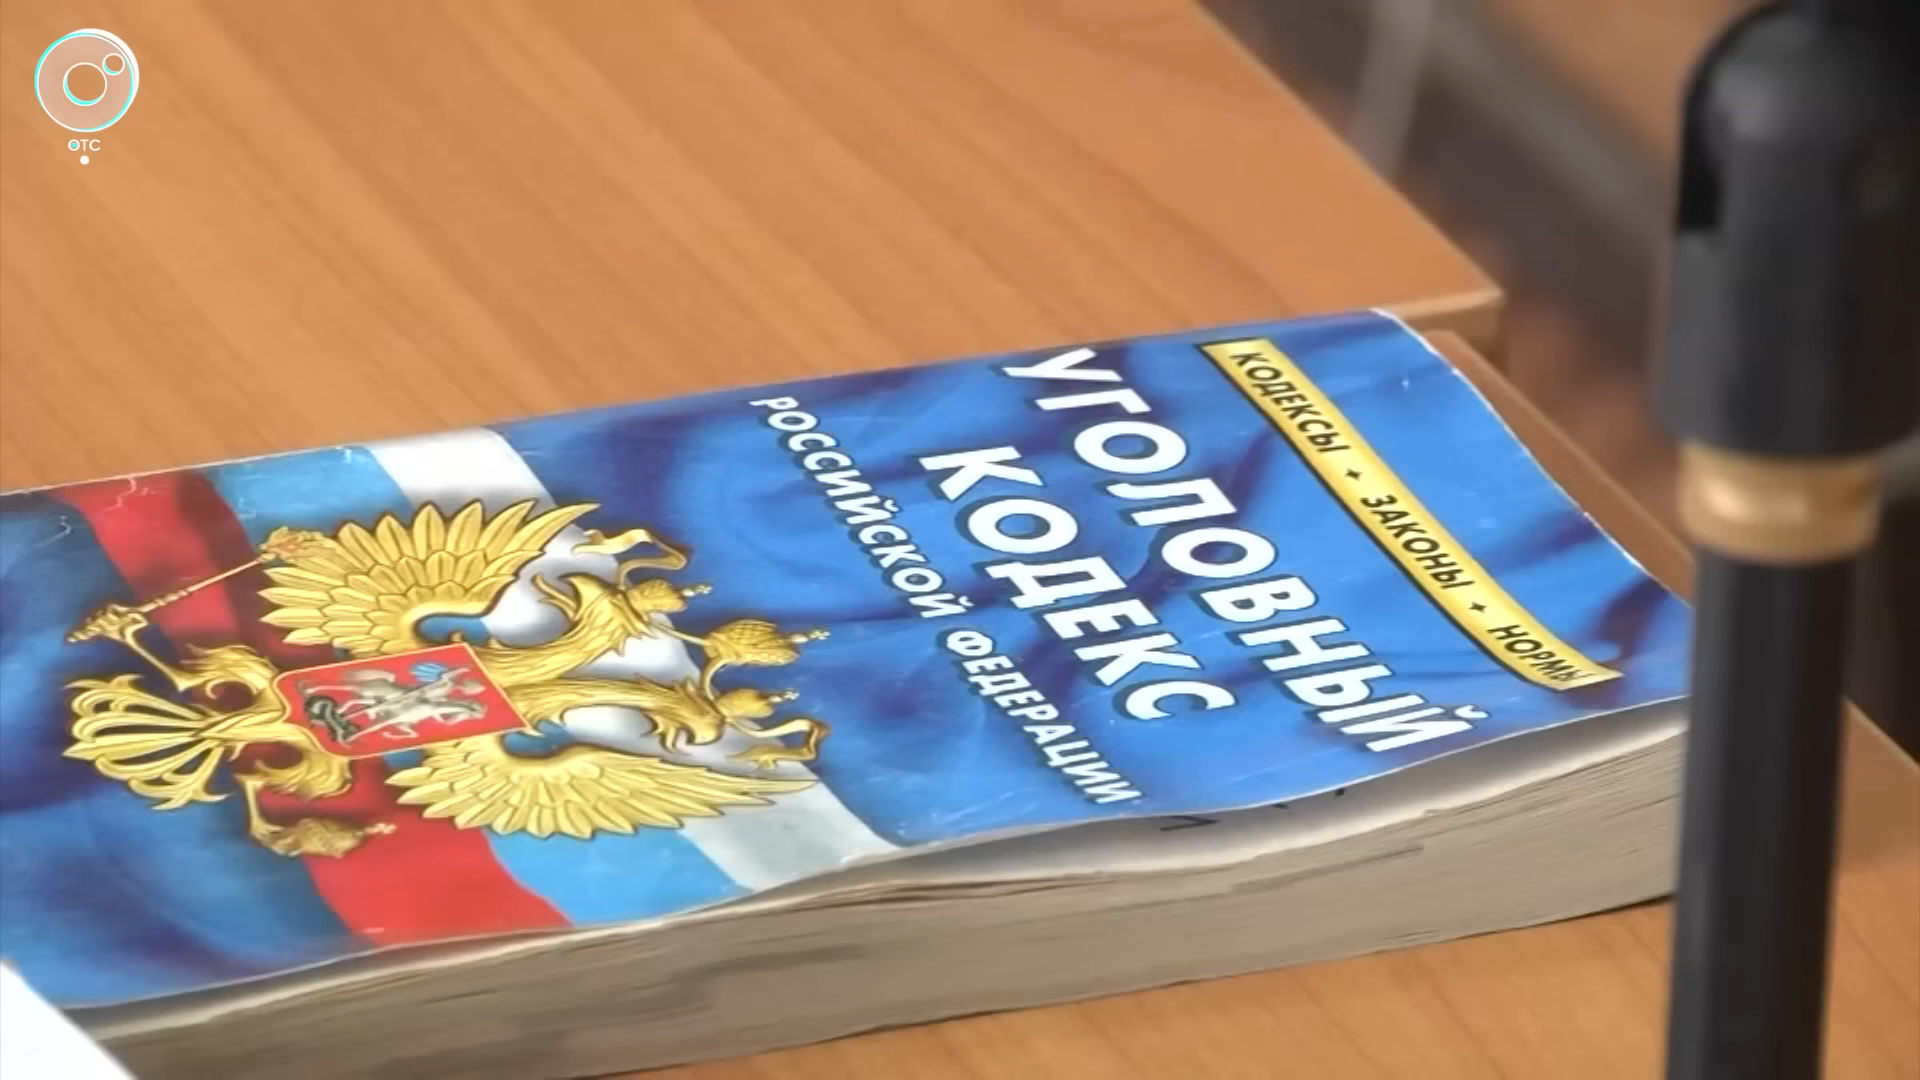 ОТС
КОДЕКСЫ ✦ ЗАКОНЫ ✦ НОРМЫ
УГОЛОВНЫЙ
КОДЕКС
РОССИЙСКОЙ ФЕДЕРАЦИИ